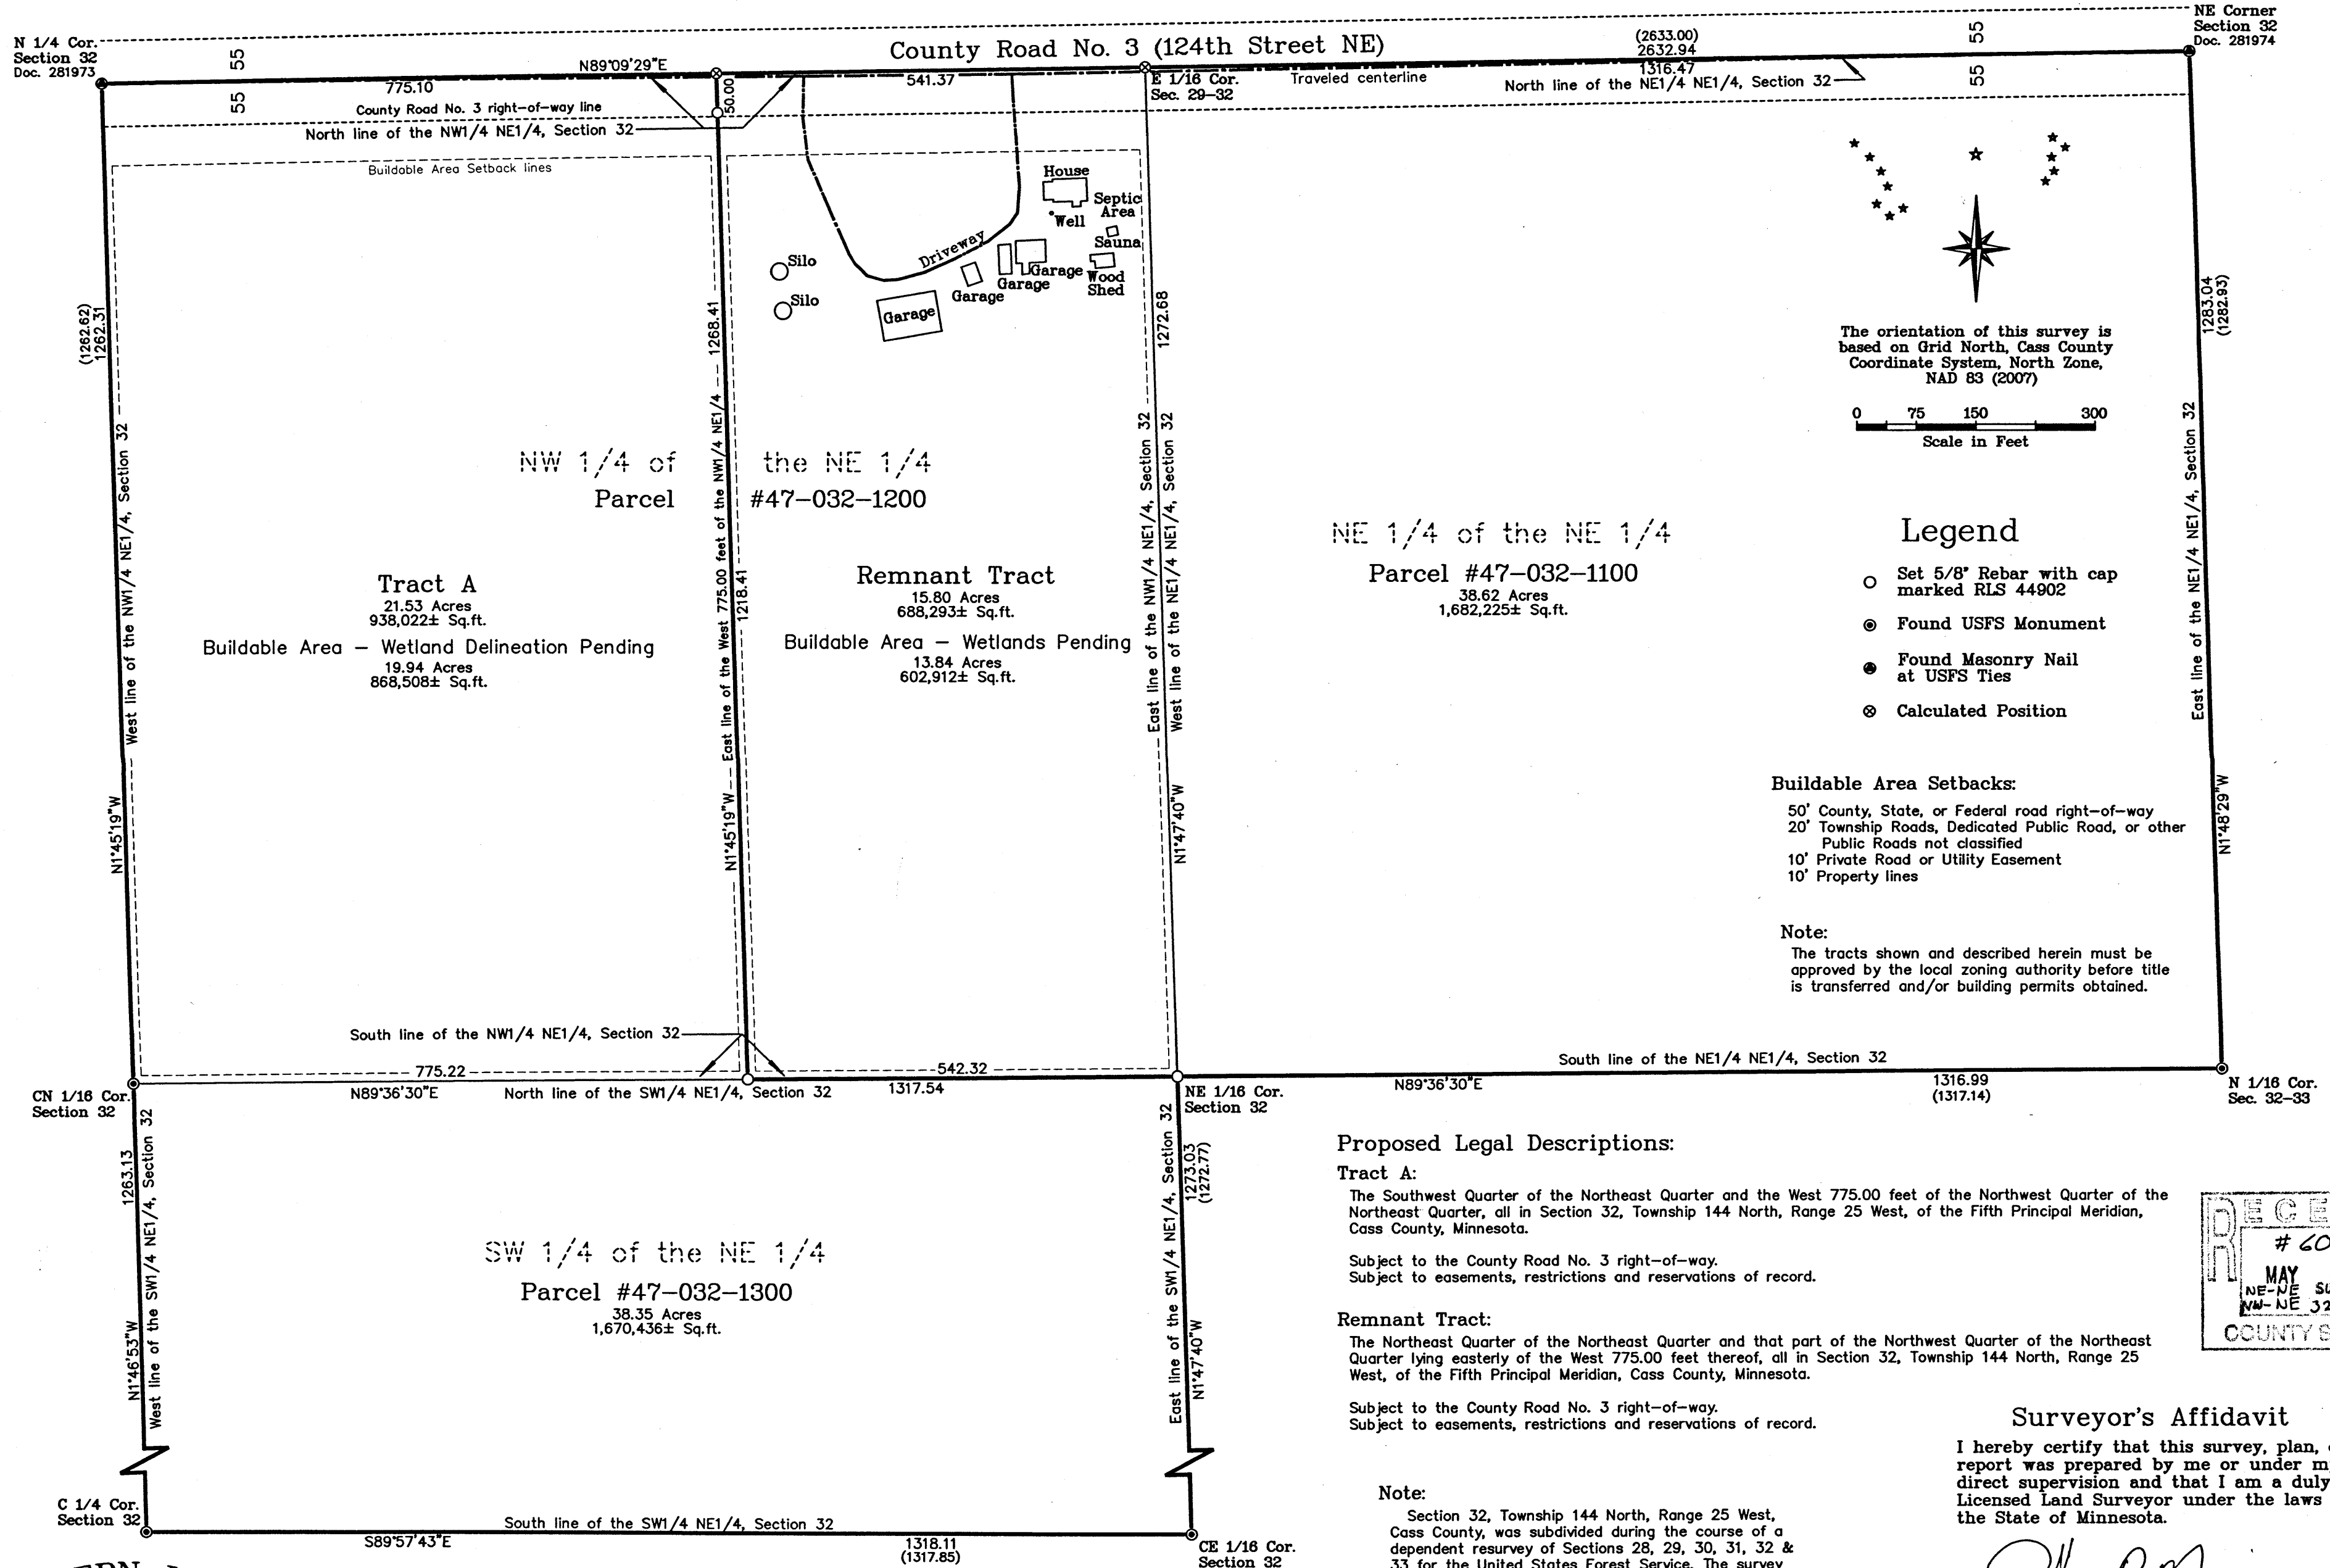 N 1/4 Cor.
Section 32
Doc. 281973
55
55
N89°09'29"E
775.10
County Road No. 3 right-of-way line
North line of the NW1/4 NE1/4, Section 32
Buildable Area Setback lines
County Road No. 3 (124th Street NE)
50.00
541.37
E 1/16 Cor.
Sec. 29-32
Traveled centerline
(2633.00)
2632.94
1316.47
North line of the NE1/4 NE1/4, Section 32
55
55
NE Corner
Section 32
Doc. 281974
House
Septic
Area
Well
Sauna
Wood
Shed
Garage
Garage
Garage
Garage
Driveway
Silo
Silo
(1262.62)
1262.31
West line of the NW1/4 NE1/4, Section 32
N1°45'19"W
1268.41
1218.41
N1°45'19"W
East line of the West 775.00 feet of the NW1/4 NE1/4
1272.68
East line of the NW1/4 NE1/4, Section 32
West line of the NE1/4 NE1/4, Section 32
N1°47'40"W
1283.04
(1282.93)
East line of the NE1/4 NE1/4, Section 32
N1°48'29"W
NW 1/4 of the NE 1/4
Parcel #47-032-1200
Tract A
21.53 Acres
938,022± Sq.ft.
Buildable Area - Wetland Delineation Pending
19.94 Acres
868,508± Sq.ft.
Remnant Tract
15.80 Acres
688,293± Sq.ft.
Buildable Area - Wetlands Pending
13.84 Acres
602,912± Sq.ft.
NE 1/4 of the NE 1/4
Parcel #47-032-1100
38.62 Acres
1,682,225± Sq.ft.
The orientation of this survey is
based on Grid North, Cass County
Coordinate System, North Zone,
NAD 83 (2007)
0 75 150 300
Scale in Feet
Legend
Set 5/8" Rebar with cap
marked RLS 44902
Found USFS Monument
Found Masonry Nail
at USFS Ties
Calculated Position
Buildable Area Setbacks:
50' County, State, or Federal road right-of-way
20' Township Roads, Dedicated Public Road, or other
Public Roads not classified
10' Private Road or Utility Easement
10' Property lines
Note:
The tracts shown and described herein must be
approved by the local zoning authority before title
is transferred and/or building permits obtained.
South line of the NW1/4 NE1/4, Section 32
775.22
542.32
CN 1/16 Cor.
Section 32
N89°36'30"E
North line of the SW1/4 NE1/4, Section 32
1317.54
NE 1/16 Cor.
Section 32
South line of the NE1/4 NE1/4, Section 32
N89°36'30"E
1316.99
(1317.14)
N 1/16 Cor.
Sec. 32-33
1263.13
West line of the SW1/4 NE1/4, Section 32
N1°46'53"W
East line of the SW1/4 NE1/4, Section 32
1273.03
(1272.77)
N1°47'40"W
SW 1/4 of the NE 1/4
Parcel #47-032-1300
38.35 Acres
1,670,436± Sq.ft.
C 1/4 Cor.
Section 32
S89°57'43"E
South line of the SW1/4 NE1/4, Section 32
1318.11
(1317.85)
CE 1/16 Cor.
Section 32
Proposed Legal Descriptions:
Tract A:
The Southwest Quarter of the Northeast Quarter and the West 775.00 feet of the Northwest Quarter of the
Northeast Quarter, all in Section 32, Township 144 North, Range 25 West, of the Fifth Principal Meridian,
Cass County, Minnesota.
Subject to the County Road No. 3 right-of-way.
Subject to easements, restrictions and reservations of record.
Remnant Tract:
The Northeast Quarter of the Northeast Quarter and that part of the Northwest Quarter of the Northeast
Quarter lying easterly of the West 775.00 feet thereof, all in Section 32, Township 144 North, Range 25
West, of the Fifth Principal Meridian, Cass County, Minnesota.
Subject to the County Road No. 3 right-of-way.
Subject to easements, restrictions and reservations of record.
Note:
Section 32, Township 144 North, Range 25 West,
Cass County, was subdivided during the course of a
dependent resurvey of Sections 28, 29, 30, 31, 32 &
33 for the United States Forest Service. The survey
RECE
# 60
MAY
NE-NE
NW-NE 32
COUNTY S
Surveyor's Affidavit
I hereby certify that this survey, plan,
report was prepared by me or under
direct supervision and that I am a duly
Licensed Land Surveyor under the laws
the State of Minnesota.